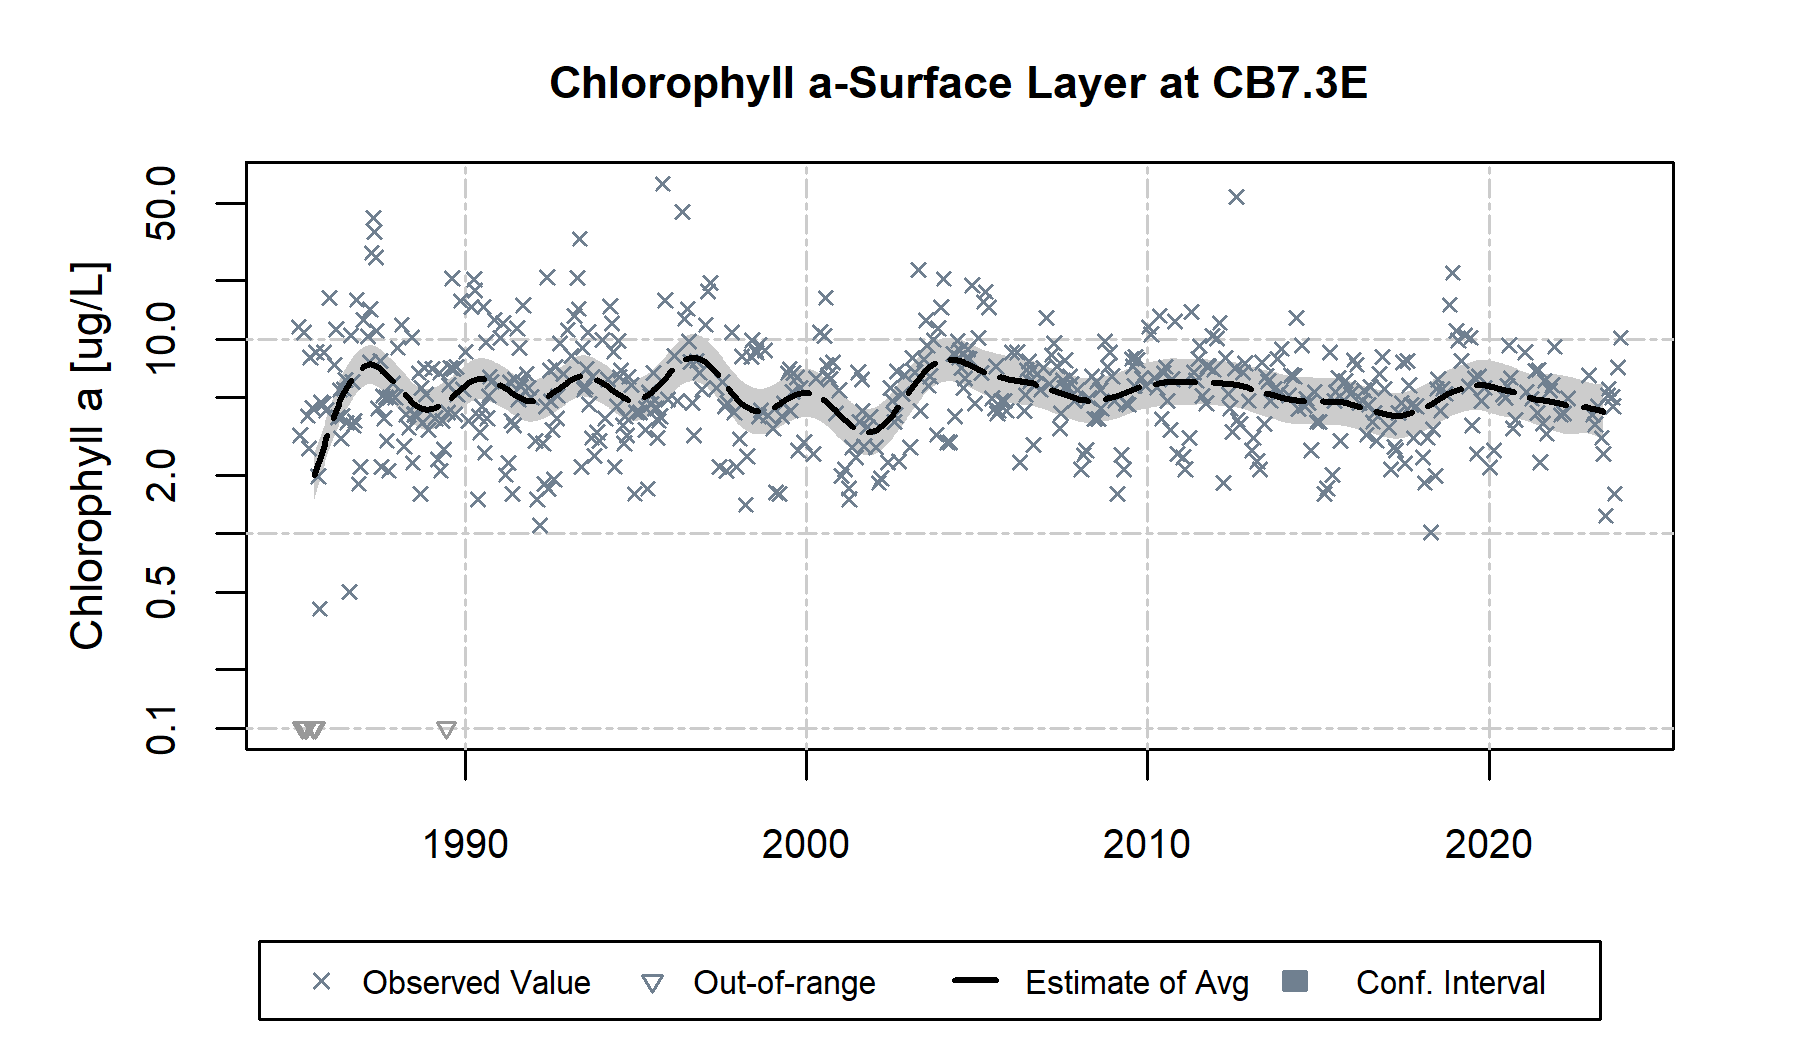 Chlorophyll a-Surface Layer at CB7.3E
Chlorophyll a [ug/L]
50.0
10.0
2.0
0.5
0.1
1990 2000 2010 2020
Observed Value Out-of-range Estimate of Avg Conf. Interval